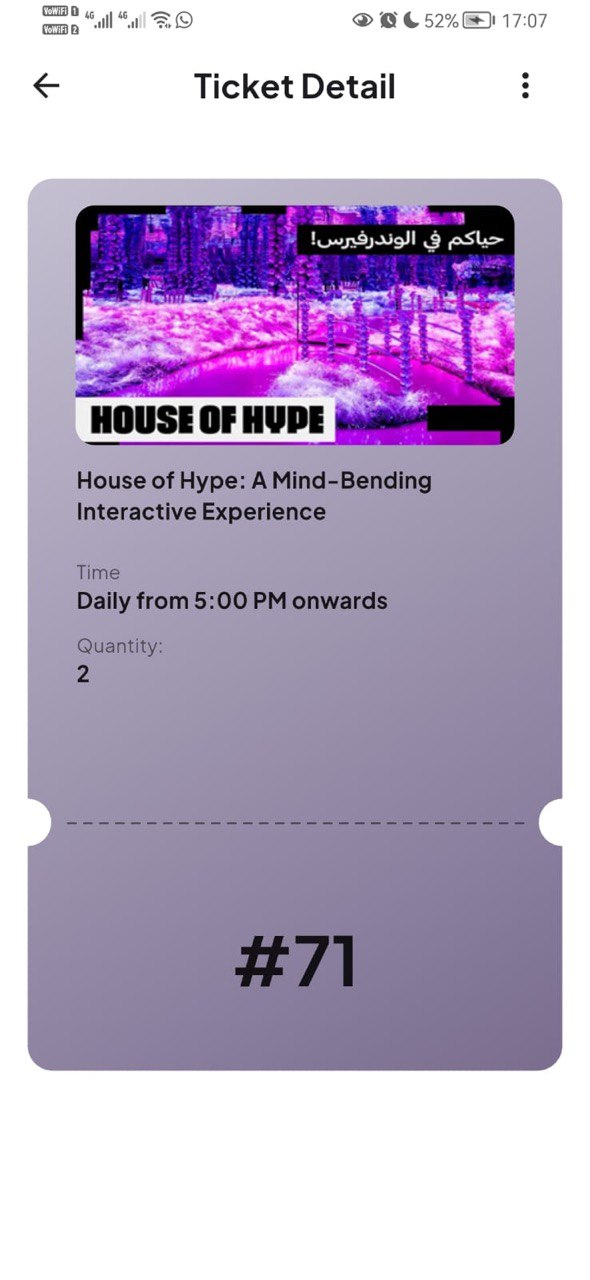 VoWiFi 1
VoWiFi 2
4G 4G 52% 17:07
Ticket Detail
حياكم في الوندرفيرس!
HOUSE OF HYPE
House of Hype: A Mind-Bending
Interactive Experience
Time
Daily from 5:00 PM onwards
Quantity:
2
#71